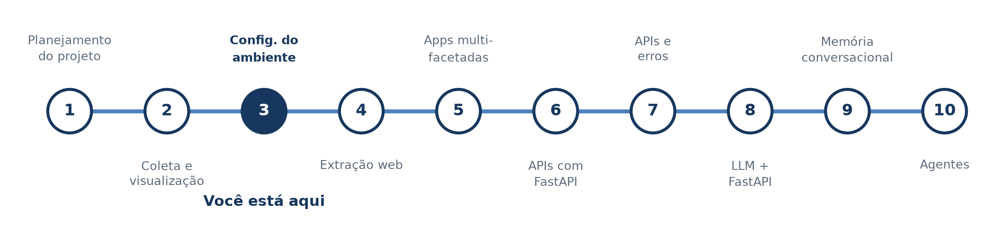 Planejamento
do projeto
Config. do
ambiente
Apps multi-
facetadas
APIs e
erros
Memória
conversacional
1
2
3
4
5
6
7
8
9
10
Coleta e
visualização
Extração web
APIs com
FastAPI
LLM +
FastAPI
Agentes
Você está aqui